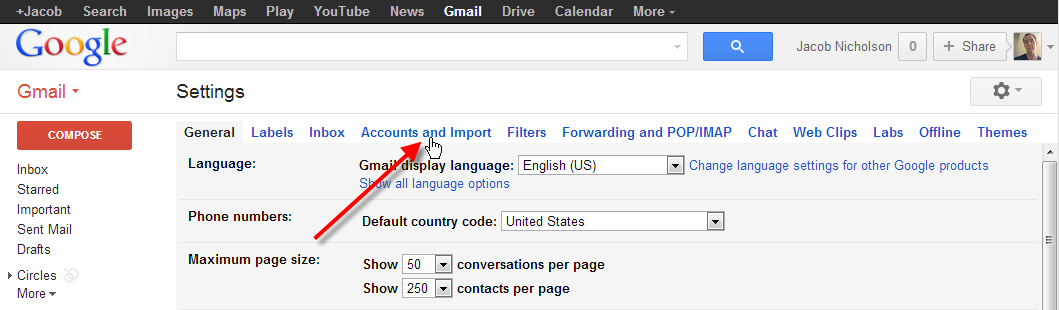 +Jacob Search Images Maps Play YouTube News Gmail Drive Calendar More
Google Jacob Nicholson 0 + Share
Gmail Settings
COMPOSE General Labels Inbox Accounts and Import Filters Forwarding and POP/IMAP Chat Web Clips Labs Offline Themes
Inbox Language: Gmail display language: English (US) Change language settings for other Google products
Starred Show all language options
Important
Sent Mail Phone numbers: Default country code: United States
Drafts
Maximum page size: Show 50 conversations per page
Circles
More Show 250 contacts per page